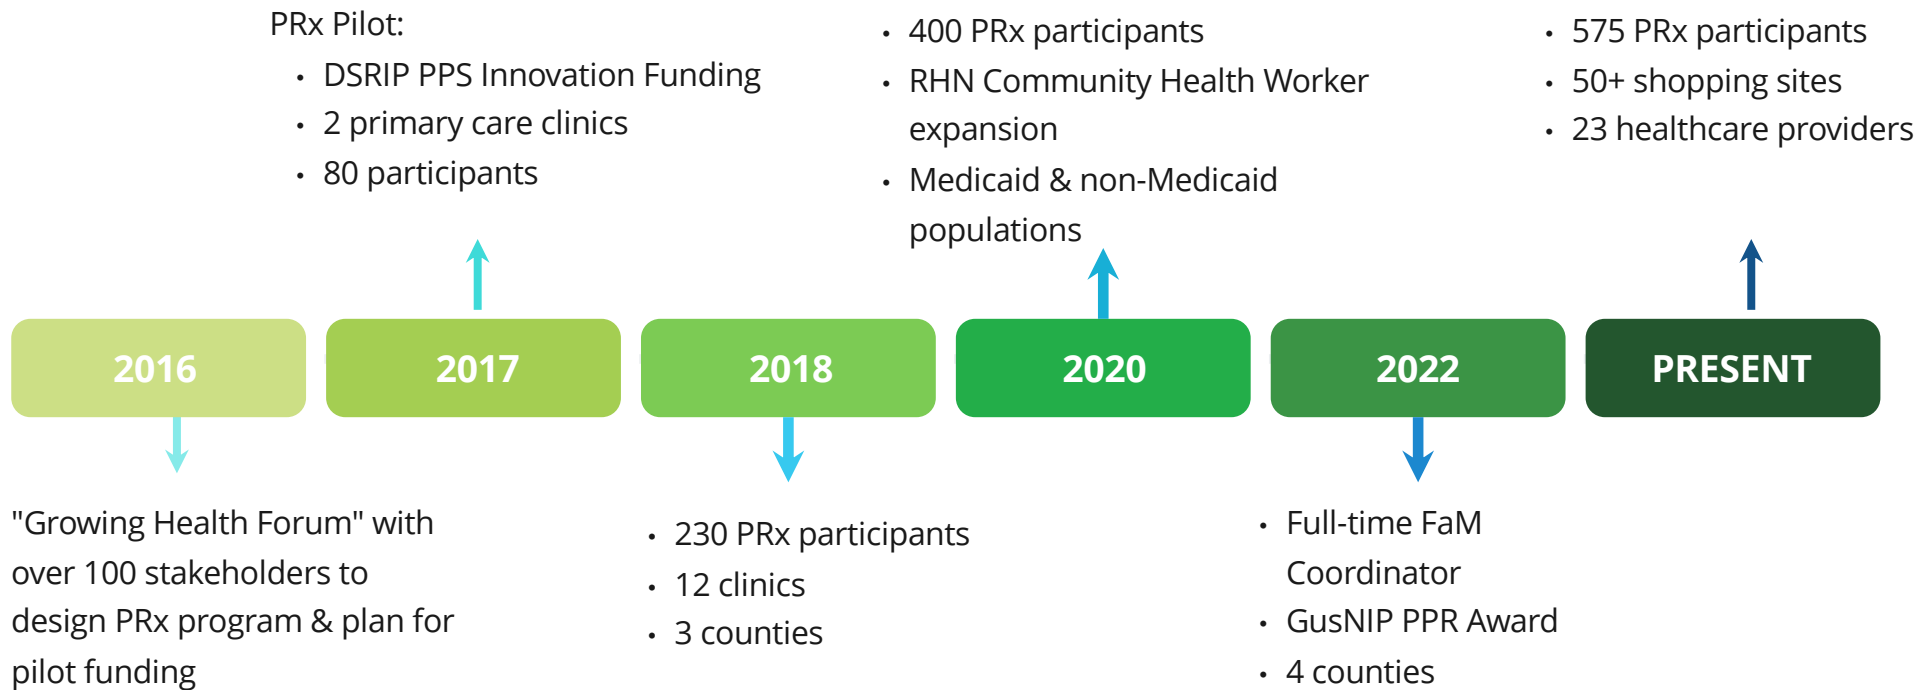 PRx Pilot:
• DSRIP PPS Innovation Funding
• 2 primary care clinics
• 80 participants
• 400 PRx participants
• RHN Community Health Worker
expansion
• Medicaid & non-Medicaid
populations
• 575 PRx participants
• 50+ shopping sites
• 23 healthcare providers
2016
2017
2018
2020
2022
PRESENT
"Growing Health Forum" with
over 100 stakeholders to
design PRx program & plan for
pilot funding
• 230 PRx participants
• 12 clinics
• 3 counties
• Full-time FaM
Coordinator
• GusNIP PPR Award
• 4 counties